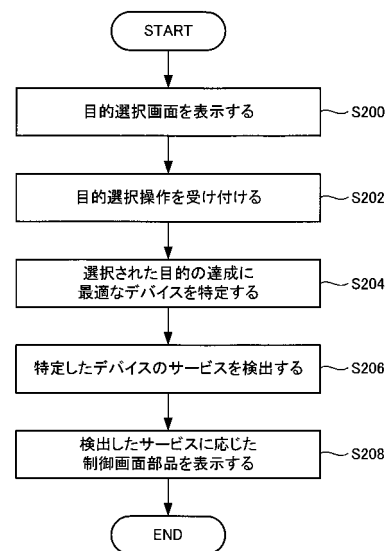 START
目的選択画面を表示する
S200
目的選択操作を受け付ける
S202
選択された目的の達成に
最適なデバイスを特定する
S204
特定したデバイスのサービスを検出する
S206
検出したサービスに応じた
制御画面部品を表示する
S208
END